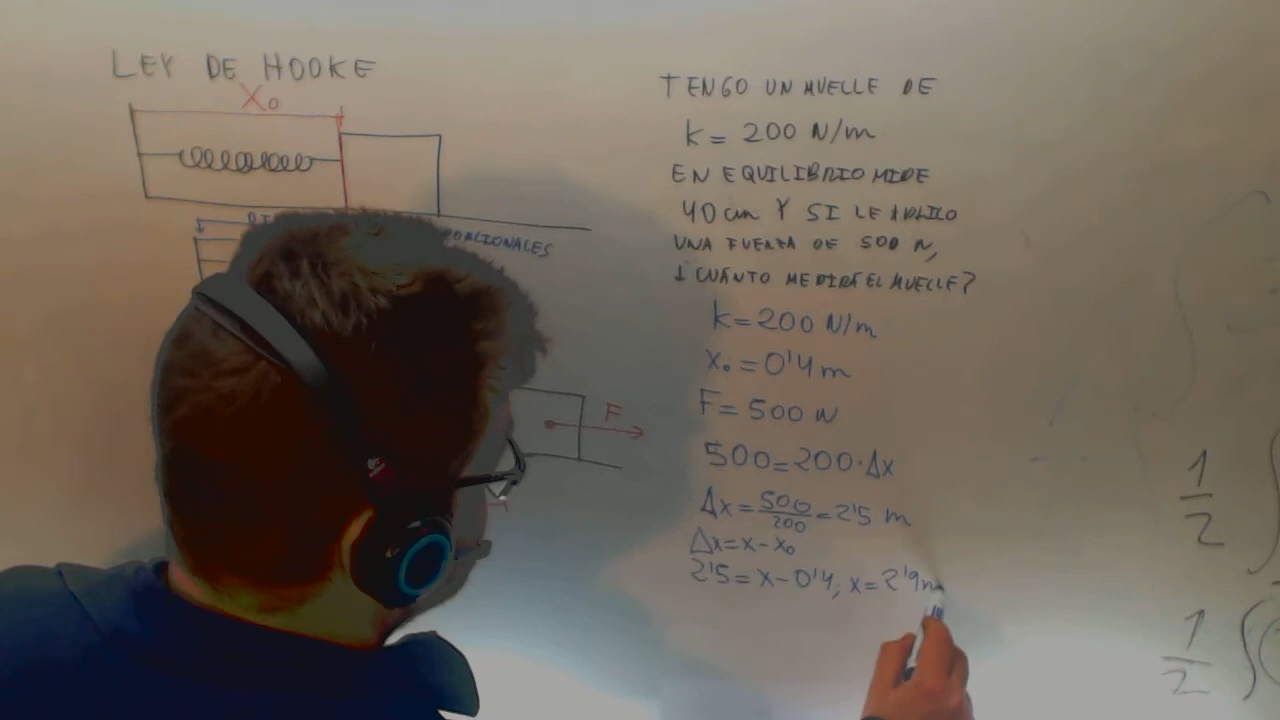 LEY DE HOOKE
X₀
ORCIONALES
F
TENGO UN MUELLE DE
k = 200 N/m
EN EQUILIBRIO MIDE
40 cm Y SI LE APLICO
UNA FUERZA DE 500 N,
¿CUÁNTO MEDIRÁ EL MUELLE?
k=200 N/m
x₀ = 0'4 m
F = 500 N
500=200·Δx
Δx=500/200=2'5 m
Δx=x-x₀
2'5=x-0'4; x=2'9m
1/2 ∫
1/2 ∫